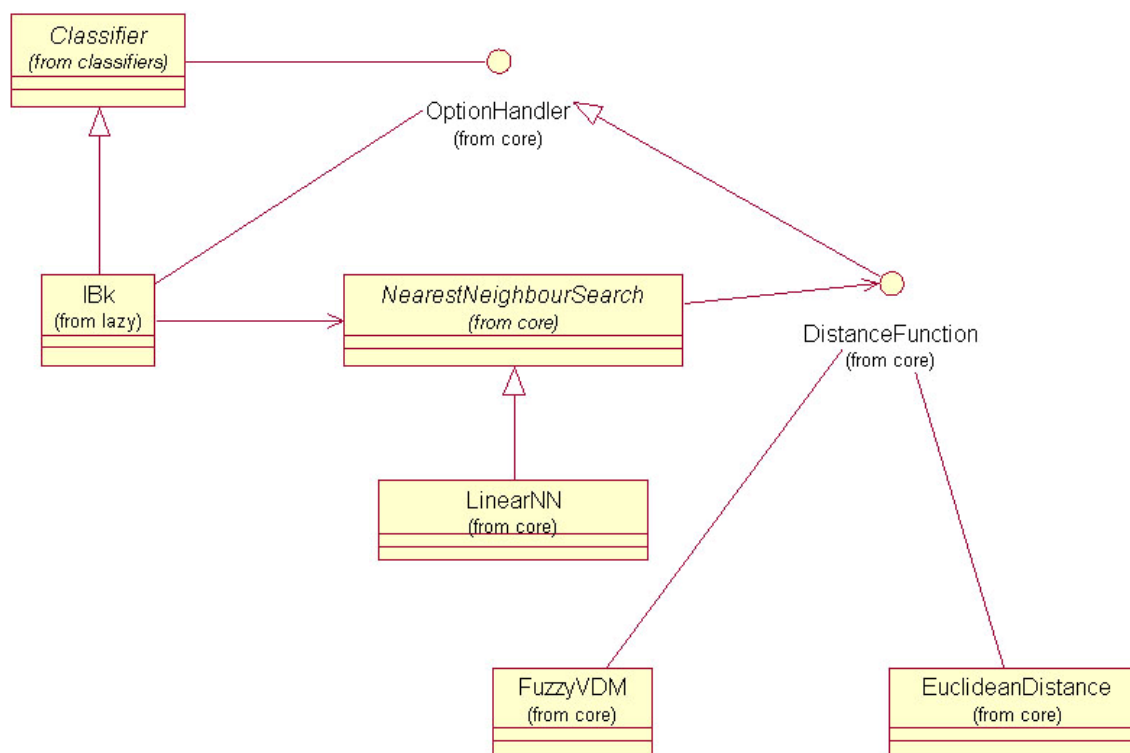 Classifier
(from classifiers)
OptionHandler
(from core)
IBk
(from lazy)
NearestNeighbourSearch
(from core)
DistanceFunction
(from core)
LinearNN
(from core)
FuzzyVDM
(from core)
EuclideanDistance
(from core)